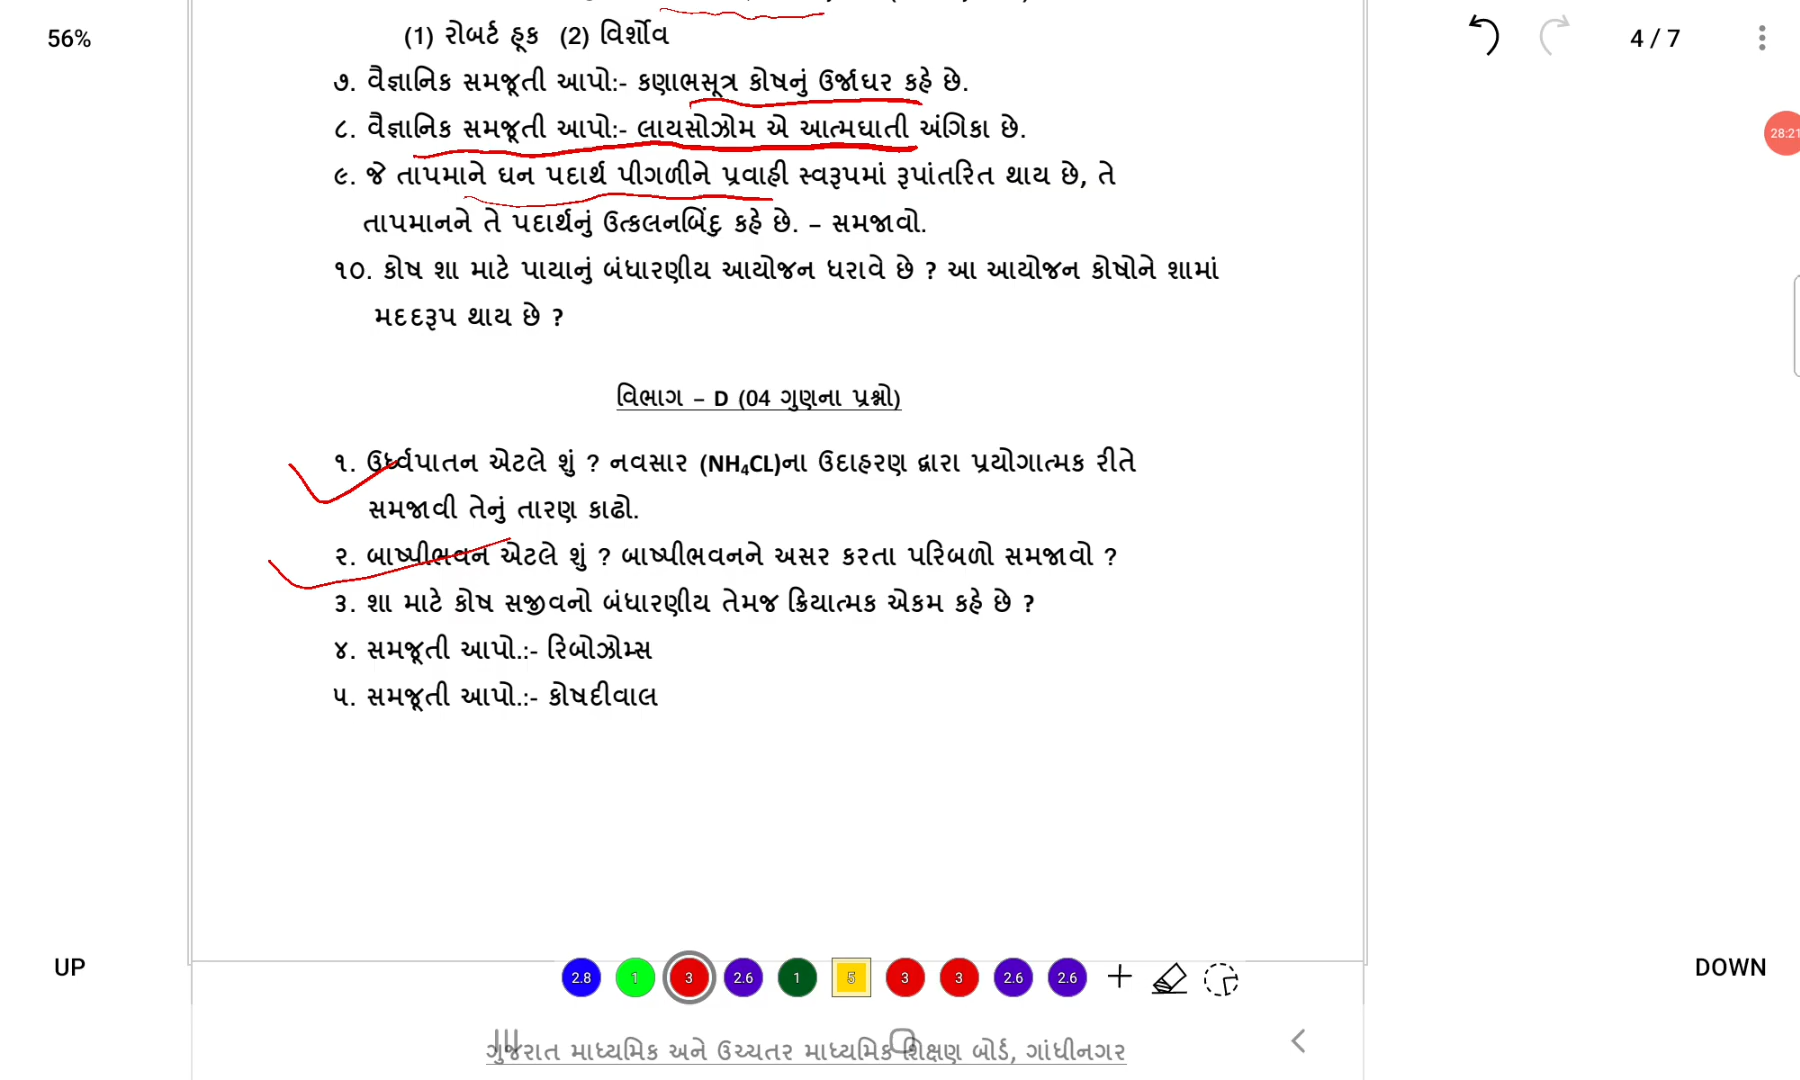 56%
4 / 7
28:21
(1) રોબર્ટ હૂક (2) વિર્શોવ
૭. વૈજ્ઞાનિક સમજૂતી આપો:- કણાભસૂત્ર કોષનું ઉર્જાઘર કહે છે.
૮. વૈજ્ઞાનિક સમજૂતી આપો:- લાયસોઝોમ એ આત્મઘાતી અંગિકા છે.
૯. જે તાપમાને ઘન પદાર્થ પીગળીને પ્રવાહી સ્વરૂપમાં રૂપાંતરિત થાય છે, તે
તાપમાનને તે પદાર્થનું ઉત્કલનબિંદુ કહે છે. – સમજાવો.
૧૦. કોષ શા માટે પાયાનું બંધારણીય આયોજન ધરાવે છે ? આ આયોજન કોષોને શામાં
મદદરૂપ થાય છે ?
વિભાગ – D (04 ગુણના પ્રશ્નો)
૧. ઉર્ધ્વપાતન એટલે શું ? નવસાર (NH₄CL)ના ઉદાહરણ દ્વારા પ્રયોગાત્મક રીતે
સમજાવી તેનું તારણ કાઢો.
૨. બાષ્પીભવન એટલે શું ? બાષ્પીભવનને અસર કરતા પરિબળો સમજાવો ?
૩. શા માટે કોષ સજીવનો બંધારણીય તેમજ ક્રિયાત્મક એકમ કહે છે ?
૪. સમજૂતી આપો.:- રિબોઝોમ્સ
૫. સમજૂતી આપો.:- કોષદીવાલ
UP
DOWN
2.8 1 3 2.6 1 5 3 3 2.6 2.6
ગુજરાત માધ્યમિક અને ઉચ્ચતર માધ્યમિક શિક્ષણ બોર્ડ, ગાંધીનગર